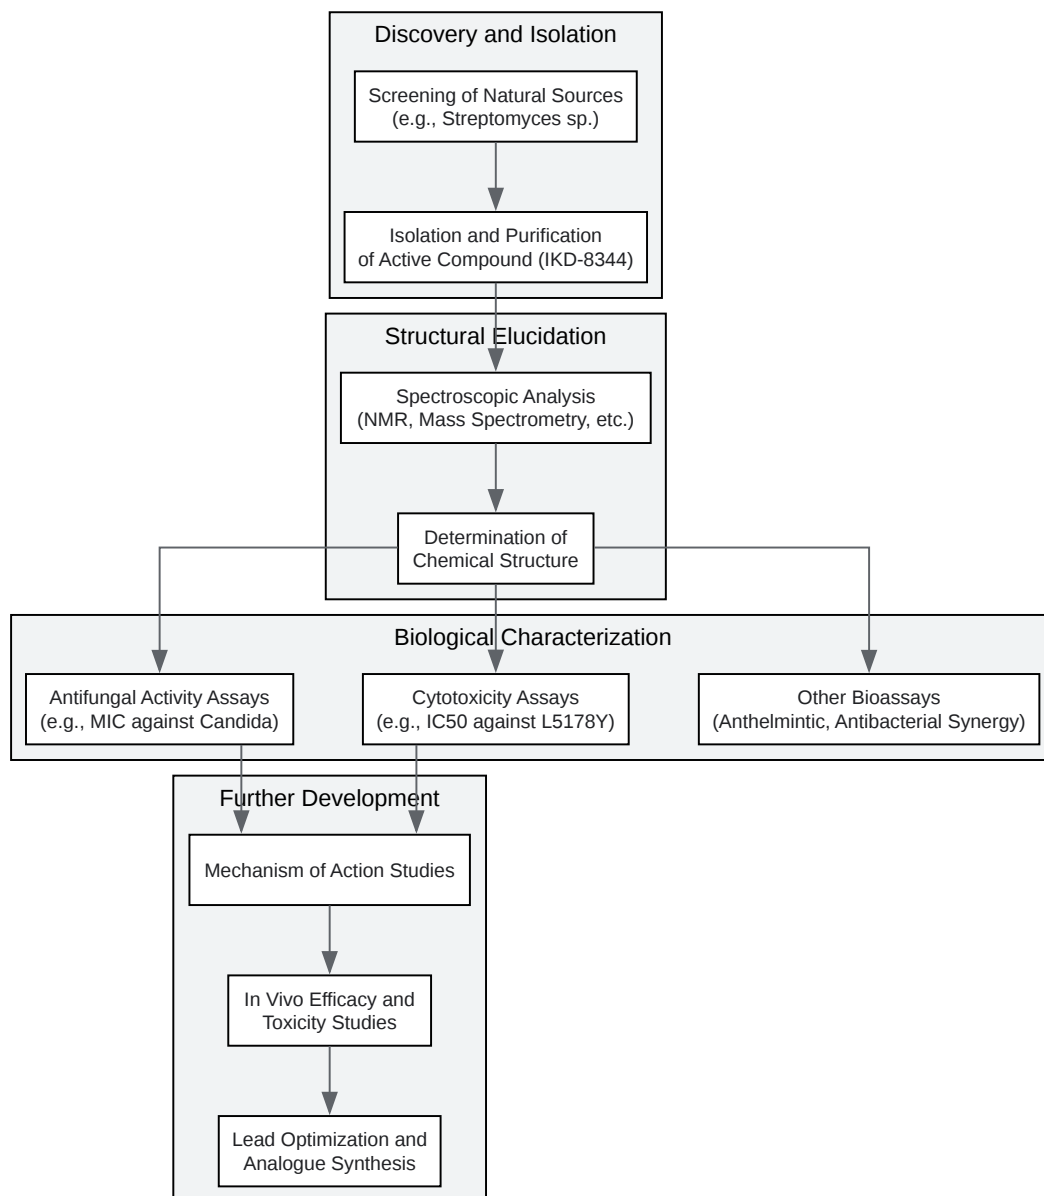 Discovery and Isolation
Screening of Natural Sources
(e.g., Streptomyces sp.)
Isolation and Purification
of Active Compound (IKD-8344)
Structural Elucidation
Spectroscopic Analysis
(NMR, Mass Spectrometry, etc.)
Determination of
Chemical Structure
Biological Characterization
Antifungal Activity Assays
(e.g., MIC against Candida)
Cytotoxicity Assays
(e.g., IC50 against L5178Y)
Other Bioassays
(Anthelmintic, Antibacterial Synergy)
Further Development
Mechanism of Action Studies
In Vivo Efficacy and
Toxicity Studies
Lead Optimization and
Analogue Synthesis